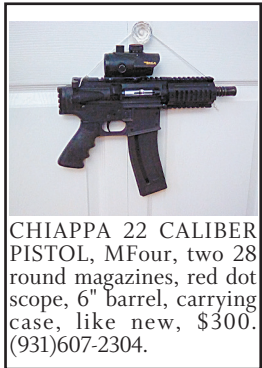 CHIAPPA 22 CALIBER
PISTOL, MFour, two 28
round magazines, red dot
scope, 6" barrel, carrying
case, like new, $300.
(931)607-2304.